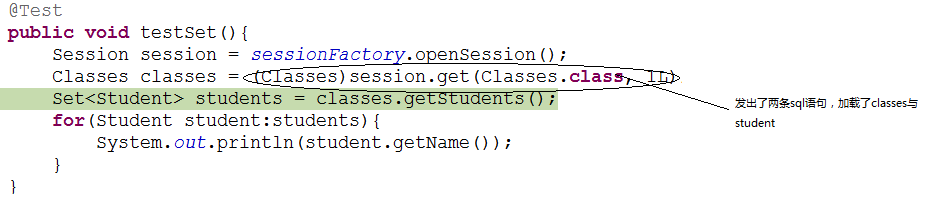 @Test
public void testSet(){
Session session = sessionFactory.openSession();
Classes classes = (Classes)session.get(Classes.class, 1L)
Set<Student> students = classes.getStudents();
for(Student student:students){
System.out.println(student.getName());
}
}
发出了两条sql语句，加载了classes与
student